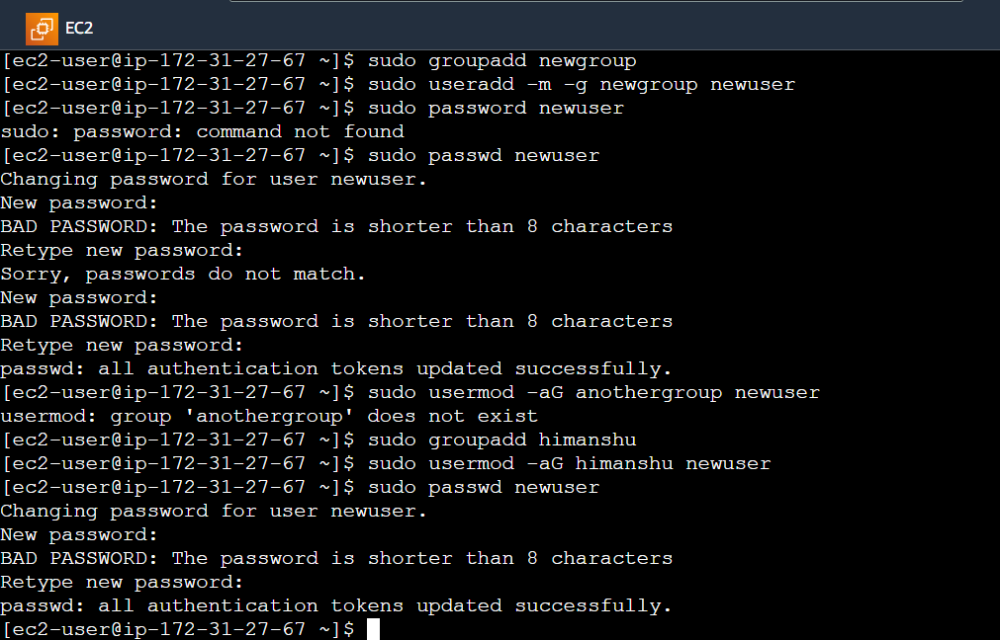 EC2
[ec2-user@ip-172-31-27-67 ~]$ sudo groupadd newgroup
[ec2-user@ip-172-31-27-67 ~]$ sudo useradd -m -g newgroup newuser
[ec2-user@ip-172-31-27-67 ~]$ sudo password newuser
sudo: password: command not found
[ec2-user@ip-172-31-27-67 ~]$ sudo passwd newuser
Changing password for user newuser.
New password:
BAD PASSWORD: The password is shorter than 8 characters
Retype new password:
Sorry, passwords do not match.
New password:
BAD PASSWORD: The password is shorter than 8 characters
Retype new password:
passwd: all authentication tokens updated successfully.
[ec2-user@ip-172-31-27-67 ~]$ sudo usermod -aG anothergroup newuser
usermod: group 'anothergroup' does not exist
[ec2-user@ip-172-31-27-67 ~]$ sudo groupadd himanshu
[ec2-user@ip-172-31-27-67 ~]$ sudo usermod -aG himanshu newuser
[ec2-user@ip-172-31-27-67 ~]$ sudo passwd newuser
Changing password for user newuser.
New password:
BAD PASSWORD: The password is shorter than 8 characters
Retype new password:
passwd: all authentication tokens updated successfully.
[ec2-user@ip-172-31-27-67 ~]$